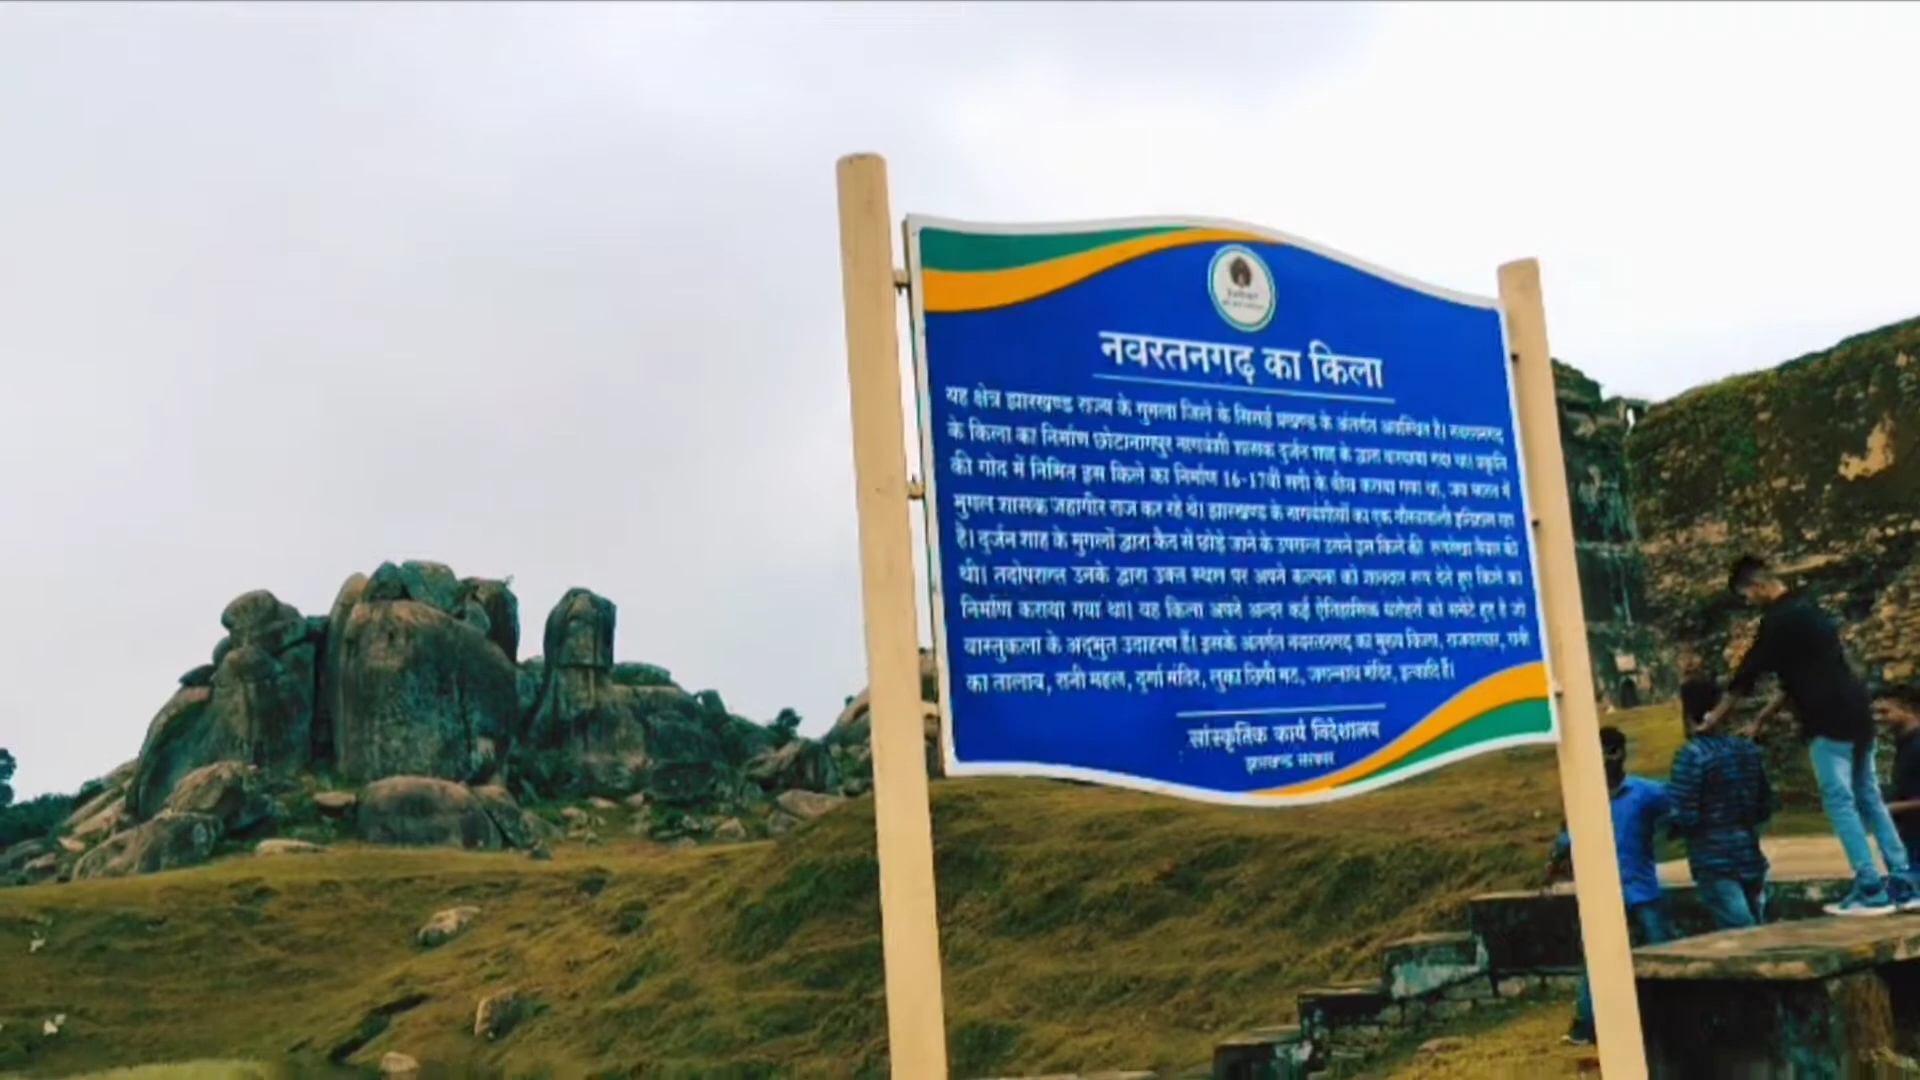 नवरतनगढ़ का किला
यह क्षेत्र झारखण्ड राज्य के गुमला जिले के सिसई प्रखण्ड के अंतर्गत अवस्थित है। नवरतनगढ़
के किला का निर्माण छोटानागपुर नागवंशी शासक दुर्जन शाह के द्वारा करवाया गया था। प्रकृति
की गोद में निर्मित इस किले का निर्माण 16-17वीं सदी के बीच कराया गया था, जब भारत में
मुगल शासक जहांगीर राज कर रहे थे। झारखण्ड के नागवंशीयों का एक गौरवशाली इतिहास रहा
है। दुर्जन शाह के मुगलों द्वारा कैद से छोड़े जाने के उपरान्त उसने इस किले की रूपरेखा तैयार की
थी। तदोपरान्त उनके द्वारा उक्त स्थल पर अपने कल्पना को शानदार रूप देते हुए किले का
निर्माण कराया गया था। यह किला अपने अन्दर कई ऐतिहासिक धरोहरों को समेटे हुए है जो
वास्तुकला के अद्भुत उदाहरण हैं। इसके अंतर्गत नवरतनगढ़ का मुख्य किला, राजदरबार, रानी
का तालाब, रानी महल, दुर्गा मंदिर, लुका छिपी मठ, जगन्नाथ मंदिर, इत्यादि हैं।
सांस्कृतिक कार्य निदेशालय
झारखण्ड सरकार